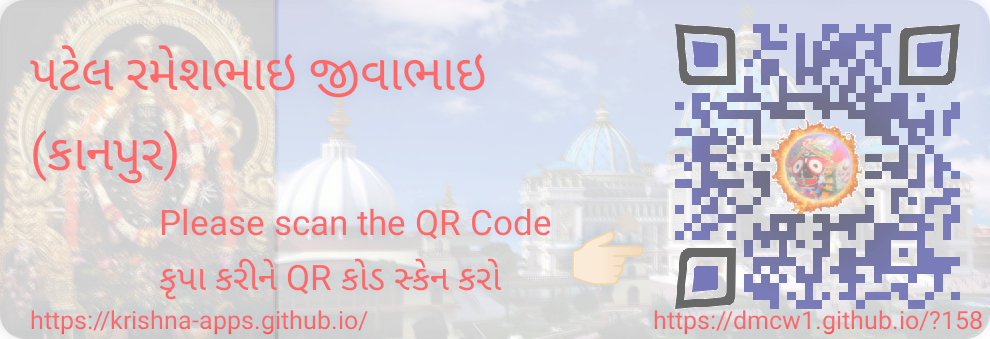 પટેલ રમેશભાઇ જીવાભાઇ
(કાનપુર)
Please scan the QR Code
કૃપા કરીને QR કોડ સ્કેન કરો
https://krishna-apps.github.io/
https://dmcw1.github.io/?158